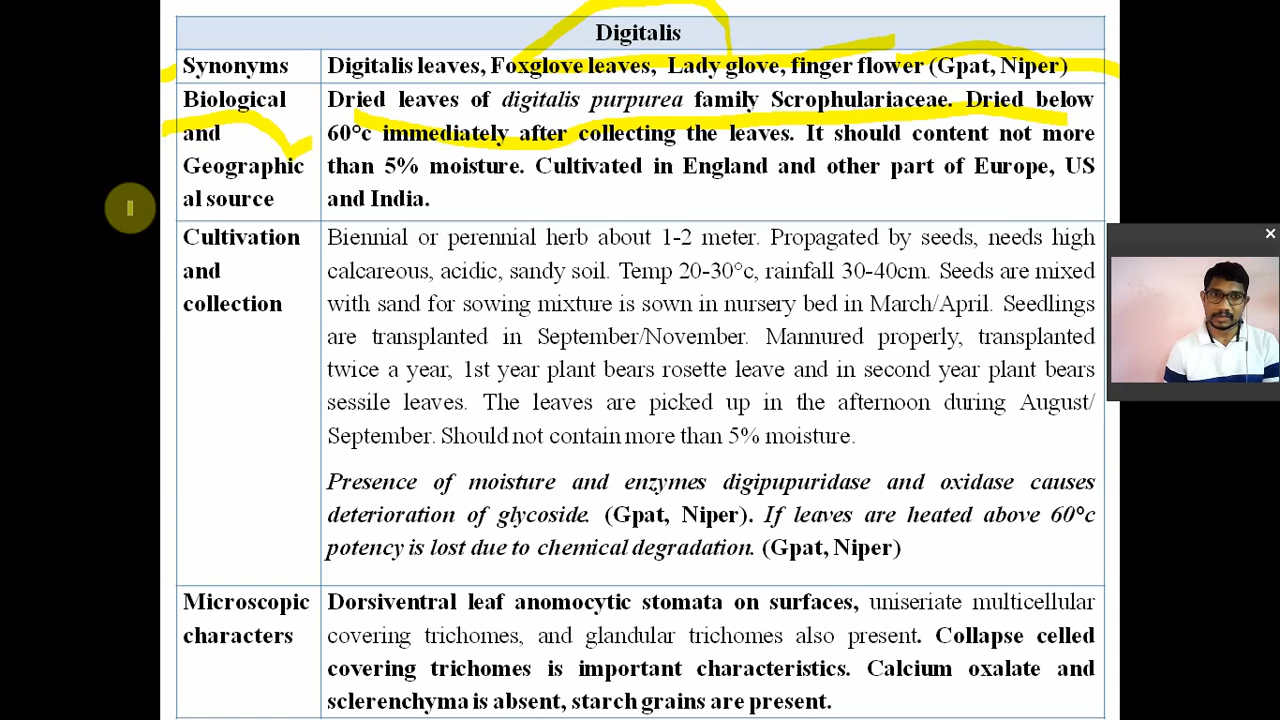 Digitalis
Synonyms
Digitalis leaves, Foxglove leaves, Lady glove, finger flower (Gpat, Niper)
Biological
and
Geographic
al source
Dried leaves of digitalis purpurea family Scrophulariaceae. Dried below
60°c immediately after collecting the leaves. It should content not more
than 5% moisture. Cultivated in England and other part of Europe, US
and India.
Cultivation
and
collection
Biennial or perennial herb about 1-2 meter. Propagated by seeds, needs high
calcareous, acidic, sandy soil. Temp 20-30°c, rainfall 30-40cm. Seeds are mixed
with sand for sowing mixture is sown in nursery bed in March/April. Seedlings
are transplanted in September/November. Mannured properly, transplanted
twice a year, 1st year plant bears rosette leave and in second year plant bears
sessile leaves. The leaves are picked up in the afternoon during August/
September. Should not contain more than 5% moisture.
Presence of moisture and enzymes digipupuridase and oxidase causes
deterioration of glycoside. (Gpat, Niper). If leaves are heated above 60°c
potency is lost due to chemical degradation. (Gpat, Niper)
Microscopic
characters
Dorsiventral leaf anomocytic stomata on surfaces, uniseriate multicellular
covering trichomes, and glandular trichomes also present. Collapse celled
covering trichomes is important characteristics. Calcium oxalate and
sclerenchyma is absent, starch grains are present.